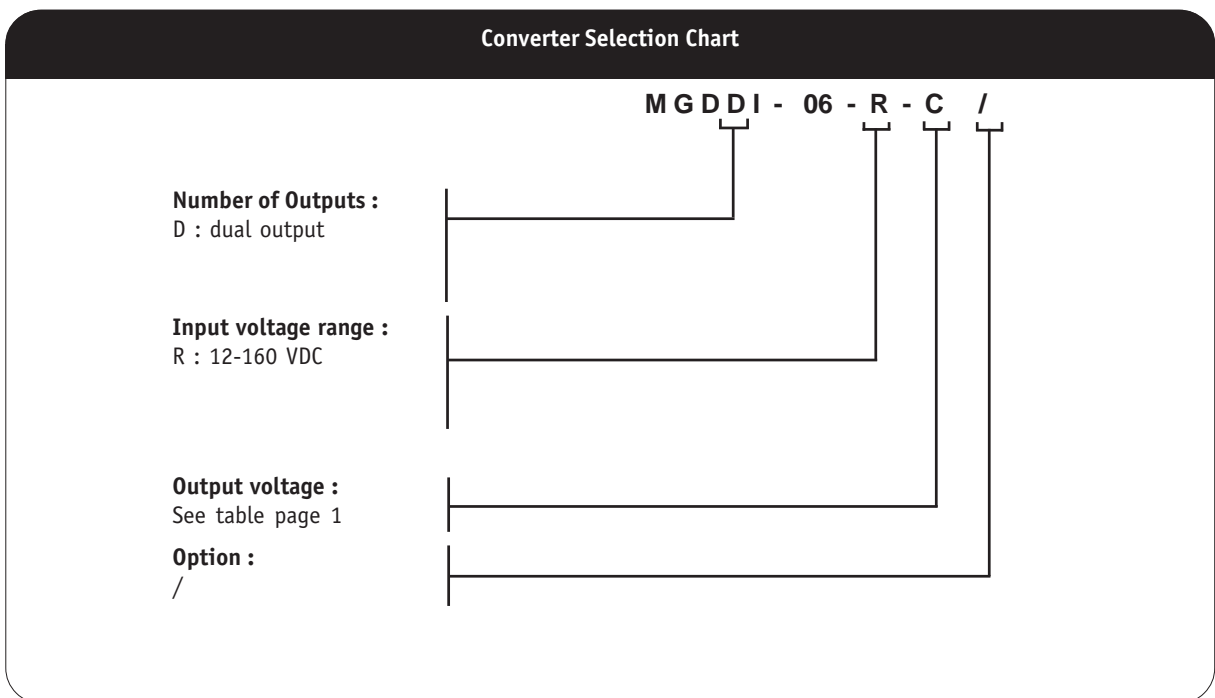 Converter Selection Chart
MGDDI - 06 - R - C /
Number of Outputs :
D : dual output
Input voltage range :
R : 12-160 VDC
Output voltage :
See table page 1
Option :
/